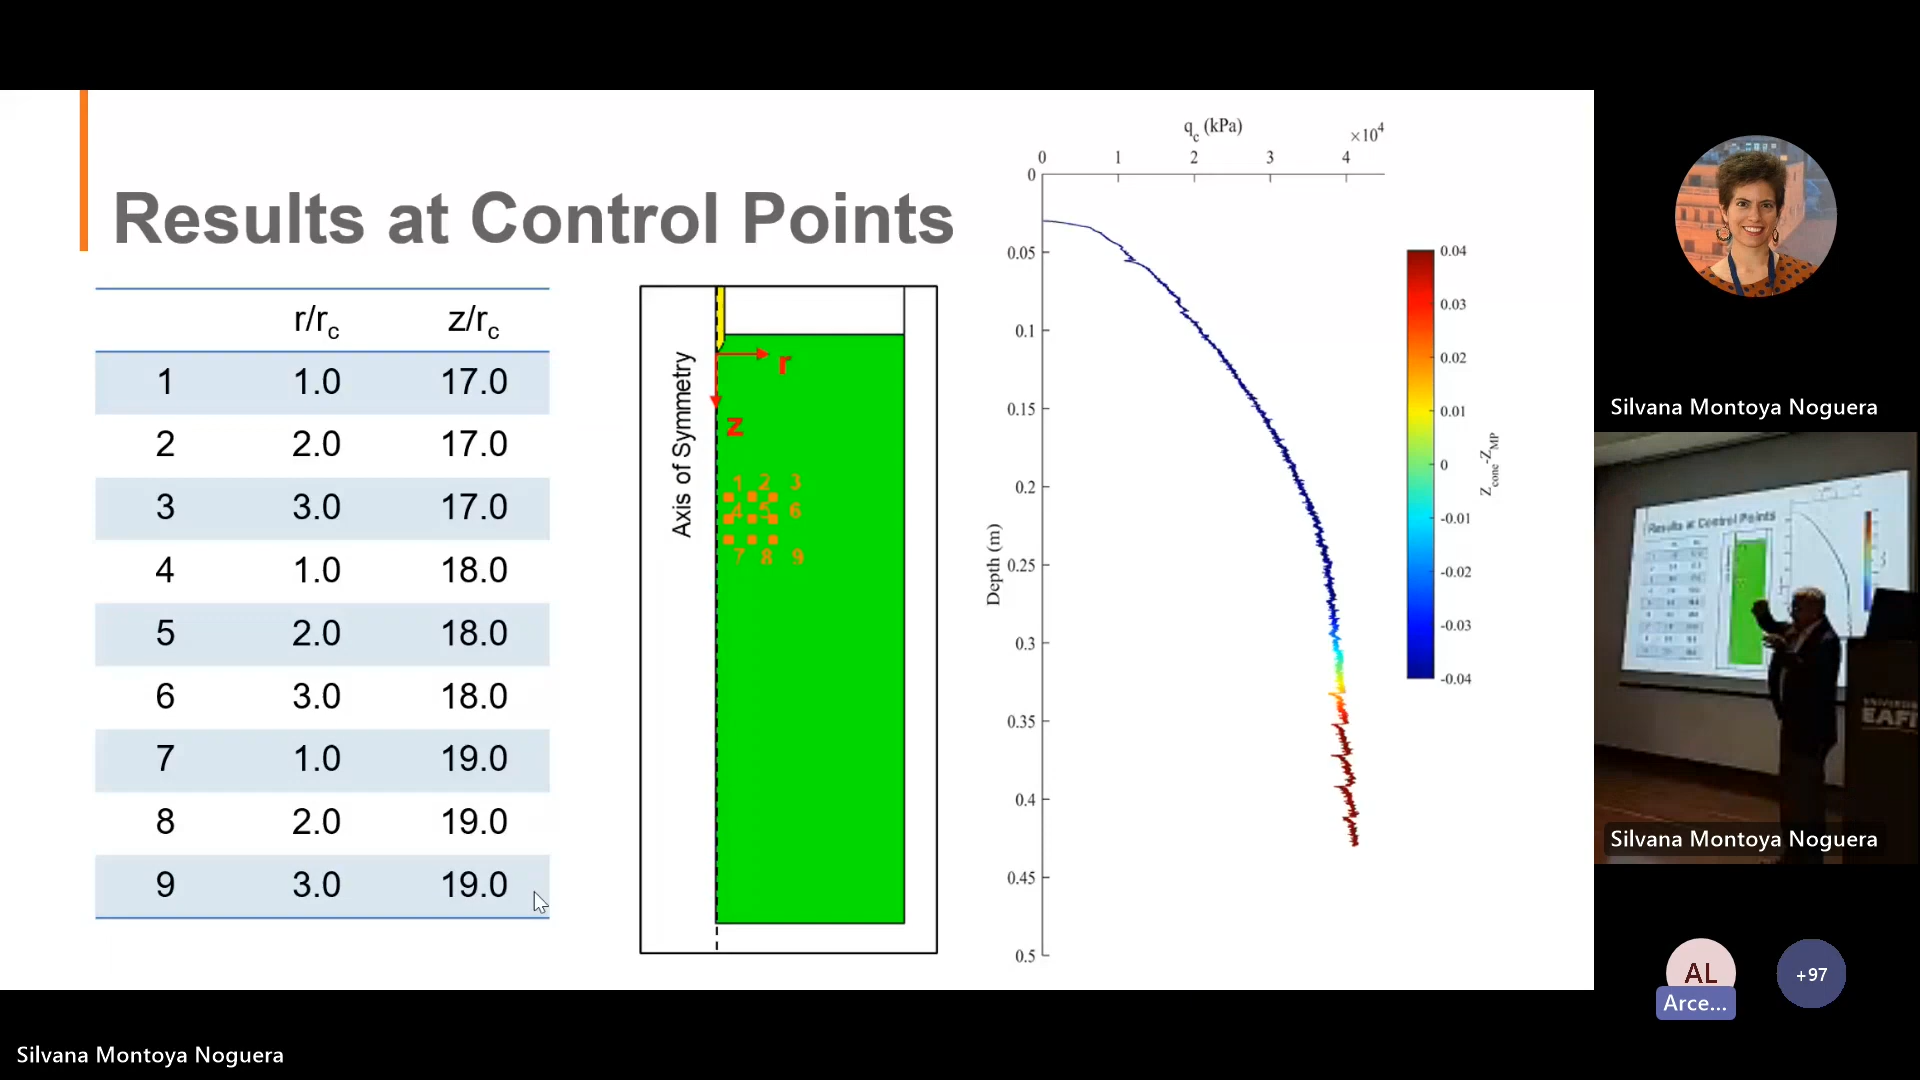 Results at Control Points
r/rc z/rc
1 1.0 17.0
2 2.0 17.0
3 3.0 17.0
4 1.0 18.0
5 2.0 18.0
6 3.0 18.0
7 1.0 19.0
8 2.0 19.0
9 3.0 19.0
Axis of Symmetry
r
z
1 2 3
4 5 6
7 8 9
qc (kPa)
×10⁴
0 1 2 3 4
0
0.05
0.1
0.15
0.2
0.25
0.3
0.35
0.4
0.45
0.5
Depth (m)
0.04
0.03
0.02
0.01
0
-0.01
-0.02
-0.03
-0.04
Zcone-ZMP
Silvana Montoya Noguera
Results at Control Points
EAFI
Silvana Montoya Noguera
AL
Arce...
+97
Silvana Montoya Noguera